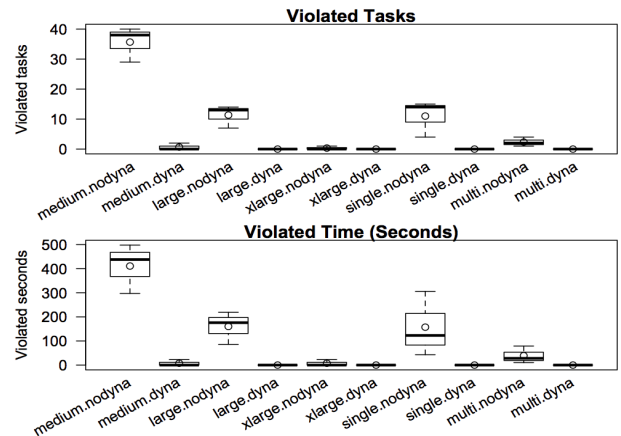 Violated Tasks
Violated tasks
40
30
20
10
0
medium.nodyna
medium.dyna
large.nodyna
large.dyna
xlarge.nodyna
xlarge.dyna
single.nodyna
single.dyna
multi.nodyna
multi.dyna
Violated Time (Seconds)
Violated seconds
500
400
300
200
100
0
medium.nodyna
medium.dyna
large.nodyna
large.dyna
xlarge.nodyna
xlarge.dyna
single.nodyna
single.dyna
multi.nodyna
multi.dyna